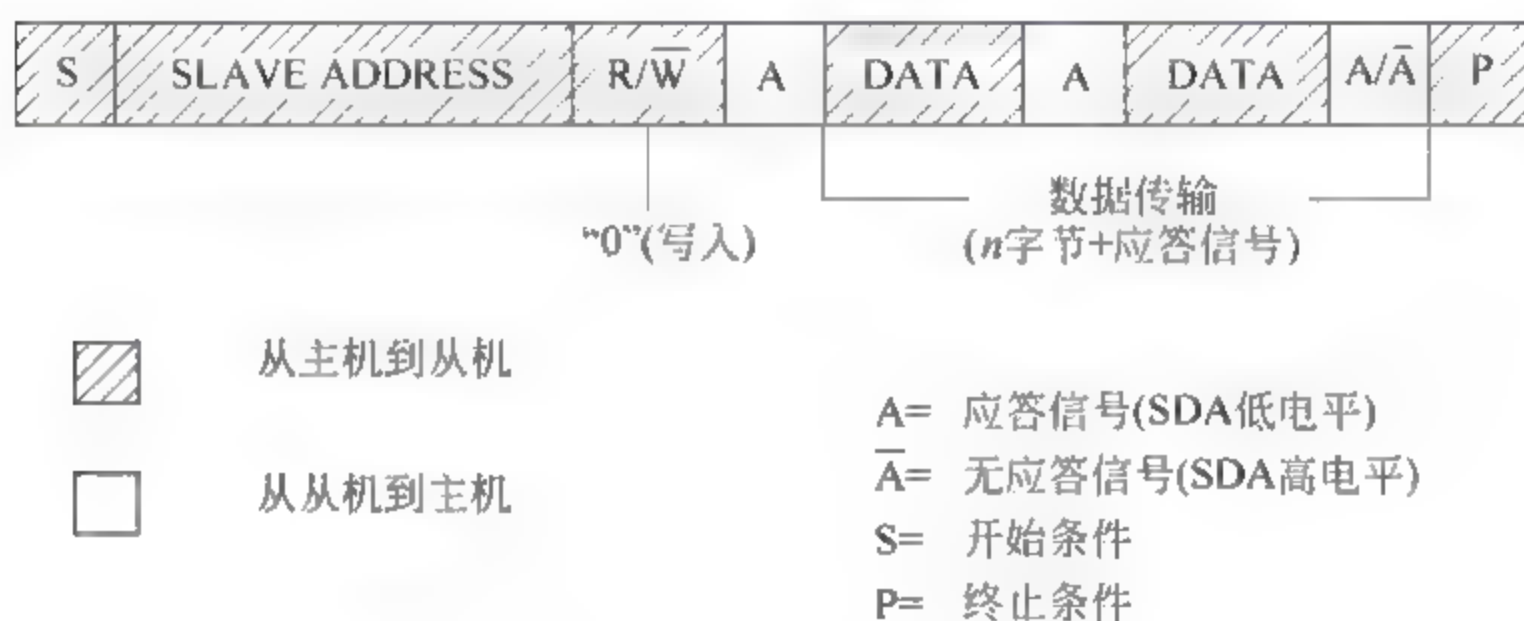 S SLAVE ADDRESS R/W̅ A DATA A DATA A/A̅ P
数据传输
“0”(写入)
(n字节+应答信号)
从主机到从机
从从机到主机
A= 应答信号(SDA低电平)
A̅= 无应答信号(SDA高电平)
S= 开始条件
P= 终止条件